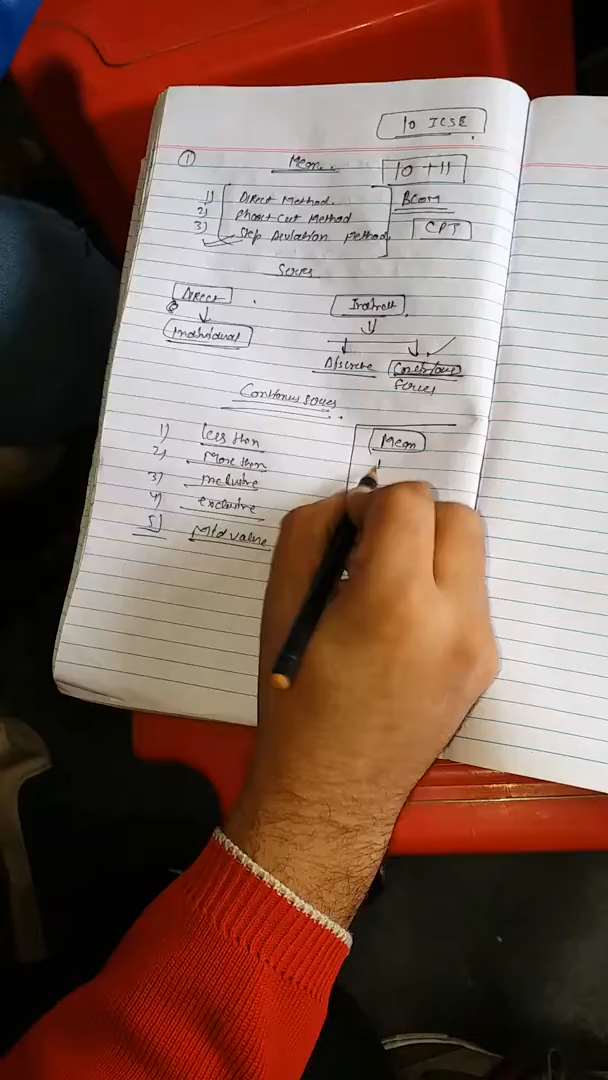 10 ICSE
① Mean. 10 + 11
1) Direct Method. BCOM
2) Short-Cut Method
3) Step Deviation Method. CPT
Series
Direct Indirect
Individual
Discrete Continuous
Series
Continuous Series
1) less than Mean
2) More than
3) Inclusive
4) exclusive
5) Mid value